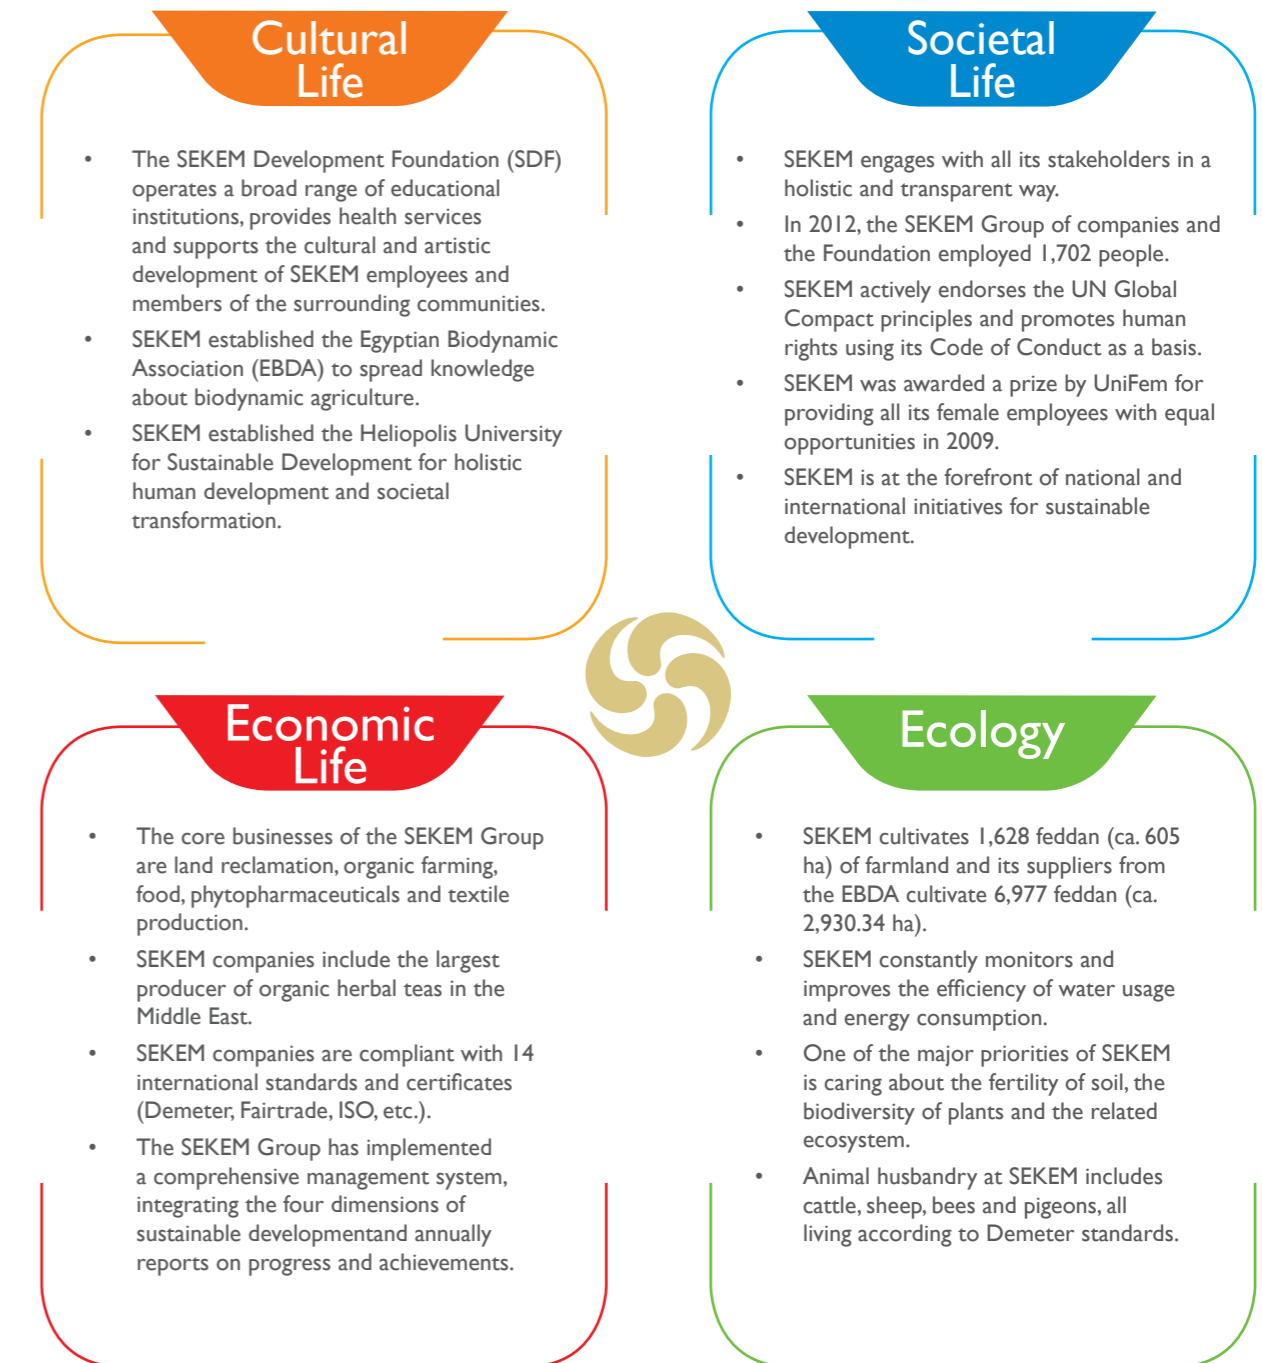 Cultural
Life
• The SEKEM Development Foundation (SDF)
operates a broad range of educational
institutions, provides health services
and supports the cultural and artistic
development of SEKEM employees and
members of the surrounding communities.
• SEKEM established the Egyptian Biodynamic
Association (EBDA) to spread knowledge
about biodynamic agriculture.
• SEKEM established the Heliopolis University
for Sustainable Development for holistic
human development and societal
transformation.
Societal
Life
• SEKEM engages with all its stakeholders in a
holistic and transparent way.
• In 2012, the SEKEM Group of companies and
the Foundation employed 1,702 people.
• SEKEM actively endorses the UN Global
Compact principles and promotes human
rights using its Code of Conduct as a basis.
• SEKEM was awarded a prize by UniFem for
providing all its female employees with equal
opportunities in 2009.
• SEKEM is at the forefront of national and
international initiatives for sustainable
development.
Economic
Life
• The core businesses of the SEKEM Group
are land reclamation, organic farming,
food, phytopharmaceuticals and textile
production.
• SEKEM companies include the largest
producer of organic herbal teas in the
Middle East.
• SEKEM companies are compliant with 14
international standards and certificates
(Demeter, Fairtrade, ISO, etc.).
• The SEKEM Group has implemented
a comprehensive management system,
integrating the four dimensions of
sustainable developmentand annually
reports on progress and achievements.
Ecology
• SEKEM cultivates 1,628 feddan (ca. 605
ha) of farmland and its suppliers from
the EBDA cultivate 6,977 feddan (ca.
2,930.34 ha).
• SEKEM constantly monitors and
improves the efficiency of water usage
and energy consumption.
• One of the major priorities of SEKEM
is caring about the fertility of soil, the
biodiversity of plants and the related
ecosystem.
• Animal husbandry at SEKEM includes
cattle, sheep, bees and pigeons, all
living according to Demeter standards.